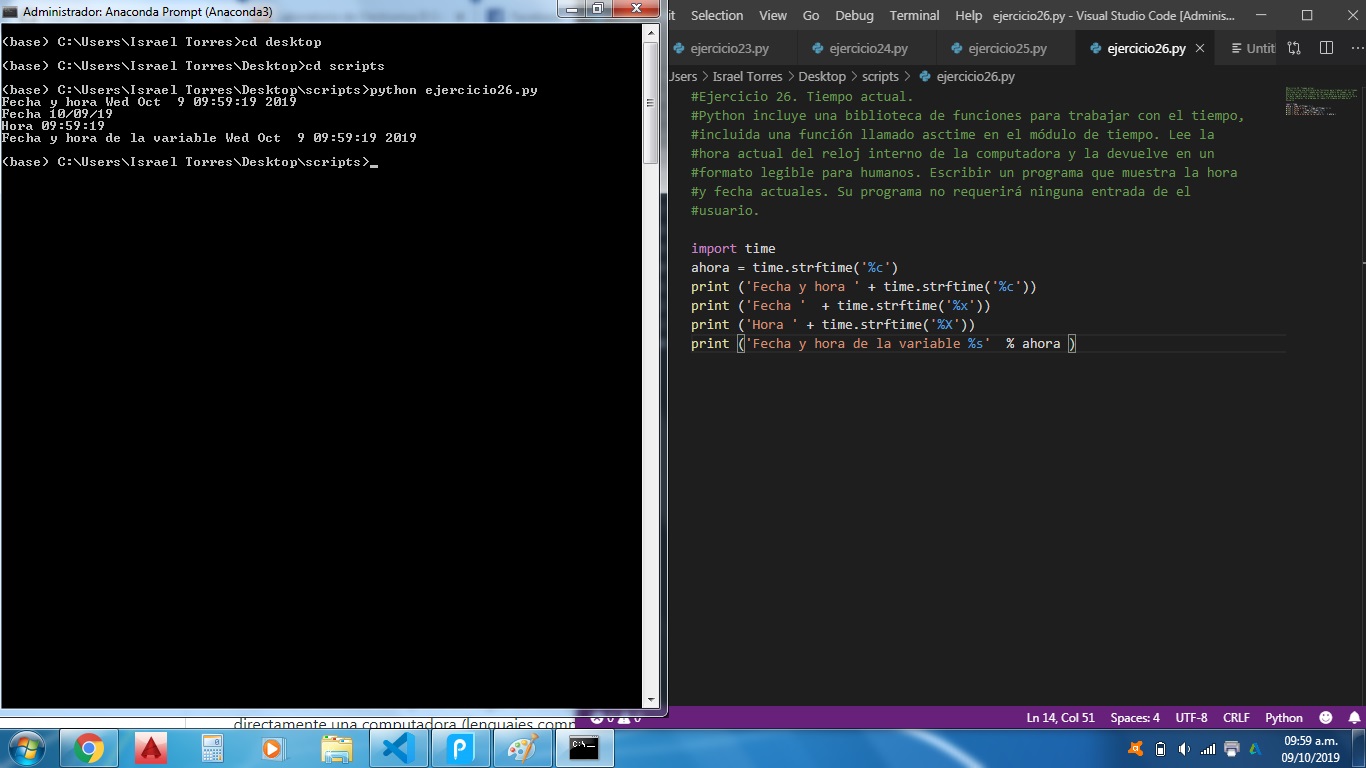 Administrador: Anaconda Prompt (Anaconda3)
(base) C:\Users\Israel Torres>cd desktop
(base) C:\Users\Israel Torres\Desktop>cd scripts
(base) C:\Users\Israel Torres\Desktop\scripts>python ejercicio26.py
Fecha y hora Wed Oct  9 09:59:19 2019
Fecha 10/09/19
Hora 09:59:19
Fecha y hora de la variable Wed Oct  9 09:59:19 2019
(base) C:\Users\Israel Torres\Desktop\scripts>_
directamente una computadora (lenguajes com
it Selection View Go Debug Terminal Help ejercicio26.py - Visual Studio Code [Adminis...
ejercicio23.py ejercicio24.py ejercicio25.py ejercicio26.py Untit
Users > Israel Torres > Desktop > scripts > ejercicio26.py
#Ejercicio 26. Tiempo actual.
#Python incluye una biblioteca de funciones para trabajar con el tiempo,
#incluida una función llamado asctime en el módulo de tiempo. Lee la
#hora actual del reloj interno de la computadora y la devuelve en un
#formato legible para humanos. Escribir un programa que muestra la hora
#y fecha actuales. Su programa no requerirá ninguna entrada de el
#usuario.
import time
ahora = time.strftime('%c')
print ('Fecha y hora ' + time.strftime('%c'))
print ('Fecha '  + time.strftime('%x'))
print ('Hora ' + time.strftime('%X'))
print ('Fecha y hora de la variable %s'  % ahora )
0 0 Ln 14, Col 51 Spaces: 4 UTF-8 CRLF Python
09:59 a.m.
09/10/2019